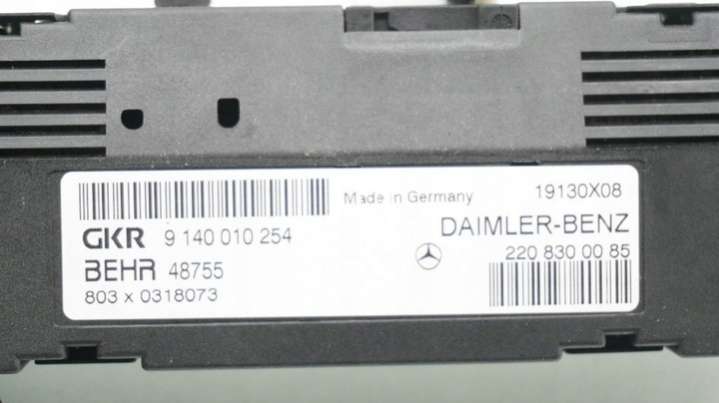 Made in Germany
19130X08
GKR 9 140 010 254
DAIMLER-BENZ
BEHR 48755
220 830 00 85
803 x 0318073